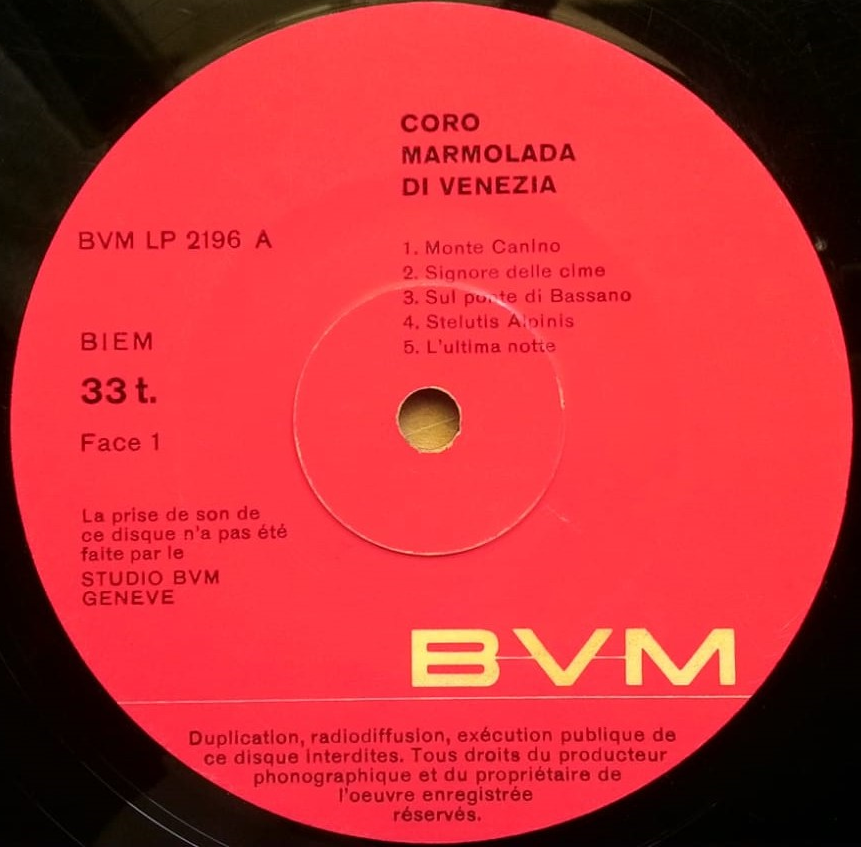 CORO
MARMOLADA
DI VENEZIA
BVM LP 2196 A
1. Monte Canino
2. Signore delle cime
3. Sul ponte di Bassano
4. Stelutis Alpinis
5. L'ultima notte
BIEM
33 t.
Face 1
La prise de son de
ce disque n'a pas été
faite par le
STUDIO BVM
GENEVE
BVM
Duplication, radiodiffusion, exécution publique de
ce disque interdites. Tous droits du producteur
phonographique et du propriétaire de
l'oeuvre enregistrée
réservés.